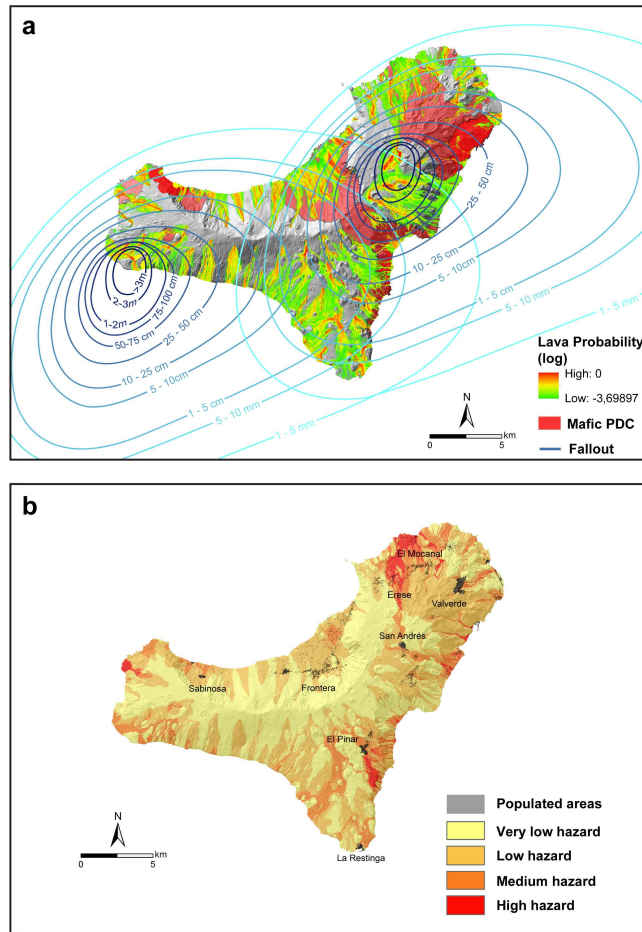 a
25 - 50 cm
10 - 25 cm
5 - 10cm
1 - 5 cm
5 - 10 mm
1 - 5 mm
>3m
2-3m
1-2m
75-100 cm
50-75 cm
25 - 50 cm
10 - 25 cm
5 - 10cm
1 - 5 cm
5 - 10 mm
1 - 5 mm
Lava Probability
(log)
High: 0
Low: -3,69897
Mafic PDC
Fallout
N
0 5
km
b
El Mocanal
Erese
Valverde
San Andrés
Sabinosa
Frontera
El Pinar
La Restinga
N
0 5
km
Populated areas
Very low hazard
Low hazard
Medium hazard
High hazard